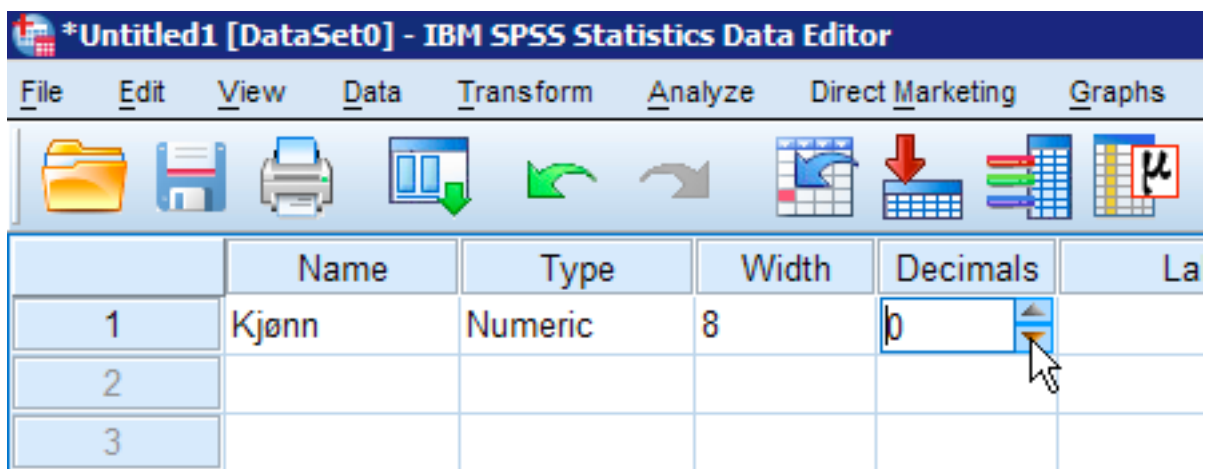 *Untitled1 [DataSet0] - IBM SPSS Statistics Data Editor
File Edit View Data Transform Analyze Direct Marketing Graphs
μ
Name Type Width Decimals La
1 Kjønn Numeric 8 0
2
3